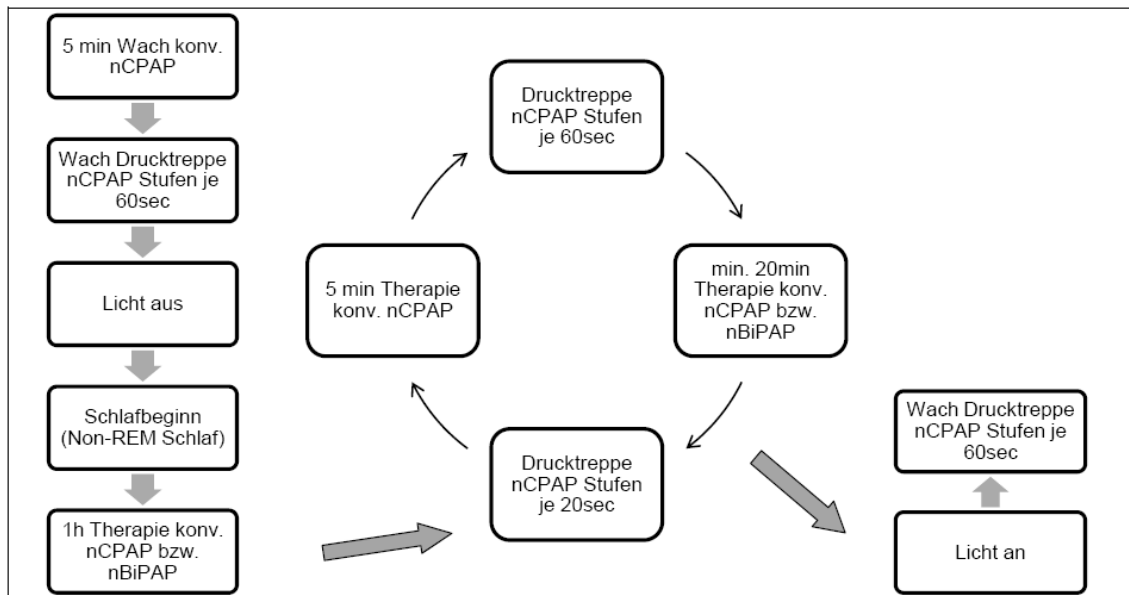 5 min Wach konv.
nCPAP
Wach Drucktreppe
nCPAP Stufen je
60sec
Licht aus
Schlafbeginn
(Non-REM Schlaf)
1h Therapie konv.
nCPAP bzw.
nBiPAP
Drucktreppe
nCPAP Stufen
je 60sec
min. 20min
Therapie konv.
nCPAP bzw.
nBiPAP
Drucktreppe
nCPAP Stufen
je 20sec
5 min Therapie
konv. nCPAP
Wach Drucktreppe
nCPAP Stufen je
60sec
Licht an